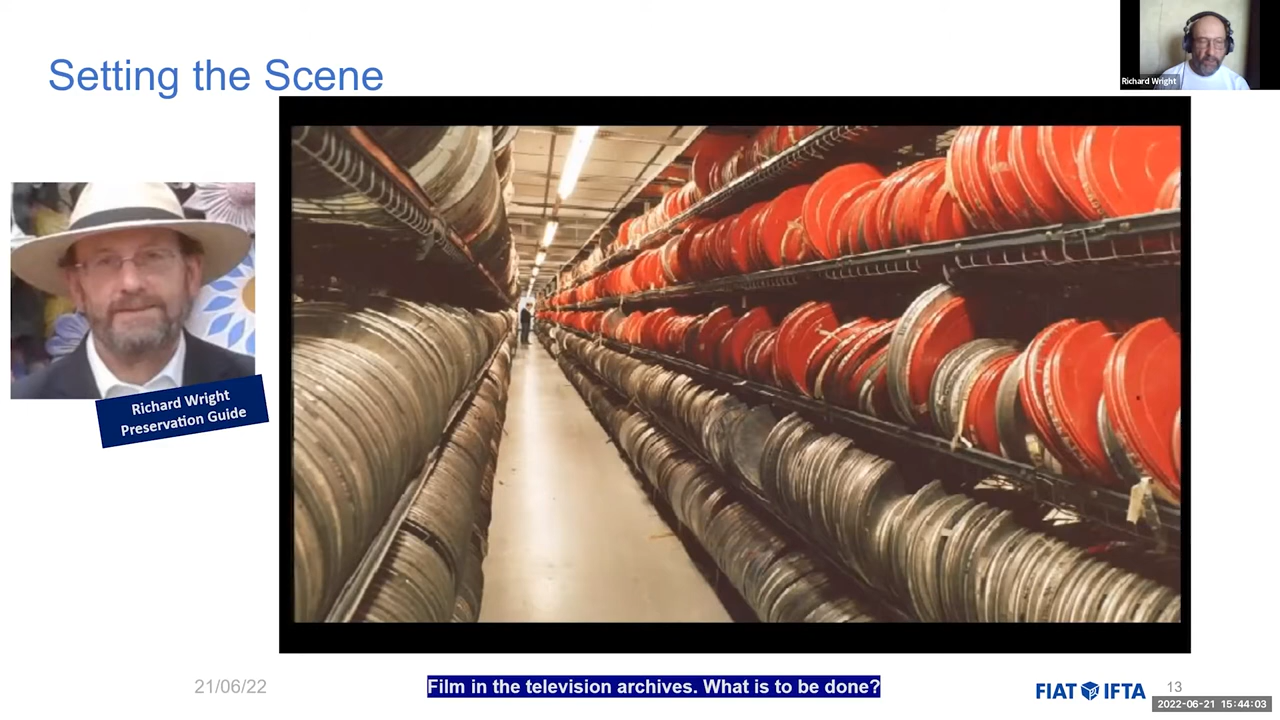 Setting the Scene
Richard Wright
Richard Wright
Preservation Guide
21/06/22
Film in the television archives. What is to be done?
FIAT IFTA
13
2022-06-21 15:44:03